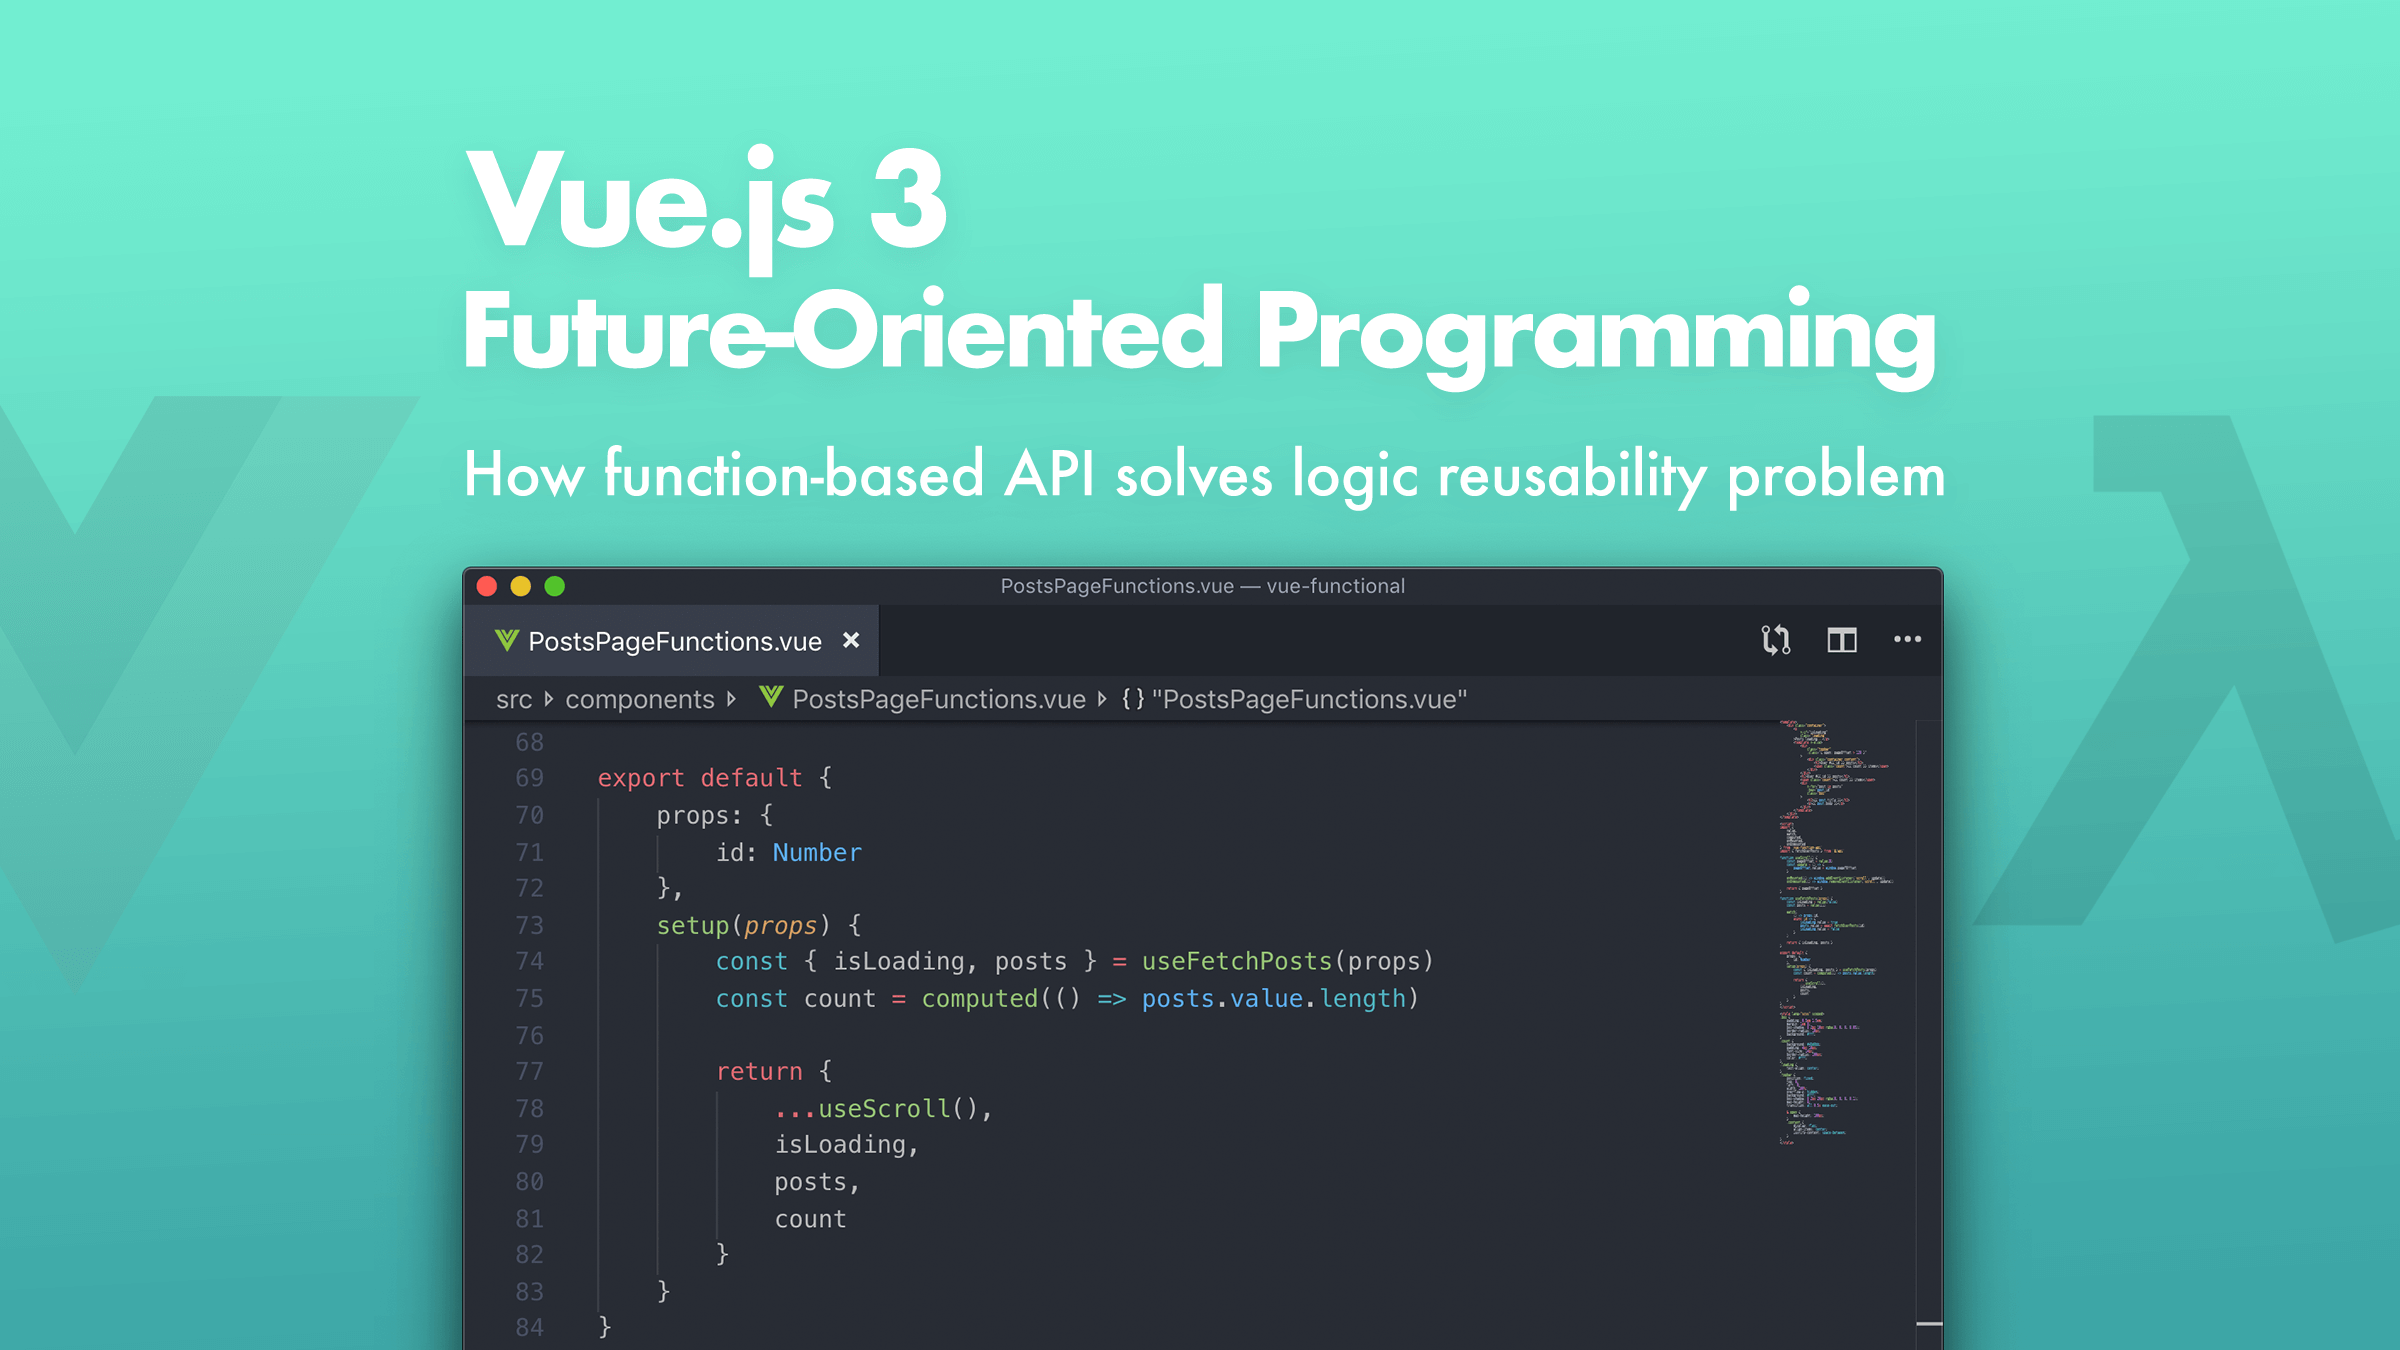 Vue.js 3
Future-Oriented Programming
How function-based API solves logic reusability problem
PostsPageFunctions.vue — vue-functional
PostsPageFunctions.vue ×
src ▸ components ▸ PostsPageFunctions.vue ▸ {} "PostsPageFunctions.vue"
68
69 export default {
70 props: {
71 id: Number
72 },
73 setup(props) {
74 const { isLoading, posts } = useFetchPosts(props)
75 const count = computed(() => posts.value.length)
76
77 return {
78 ...useScroll(),
79 isLoading,
80 posts,
81 count
82 }
83 }
84 }